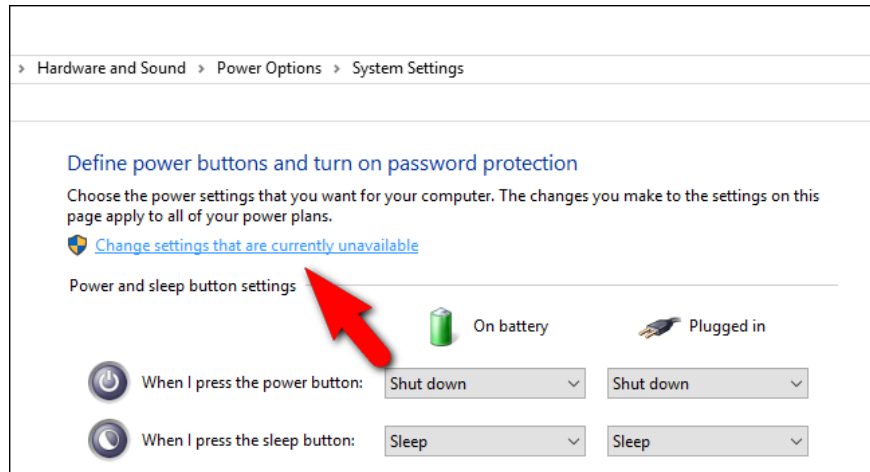 > Hardware and Sound > Power Options > System Settings
Define power buttons and turn on password protection
Choose the power settings that you want for your computer. The changes you make to the settings on this
page apply to all of your power plans.
Change settings that are currently unavailable
Power and sleep button settings
On battery Plugged in
When I press the power button: Shut down Shut down
When I press the sleep button: Sleep Sleep